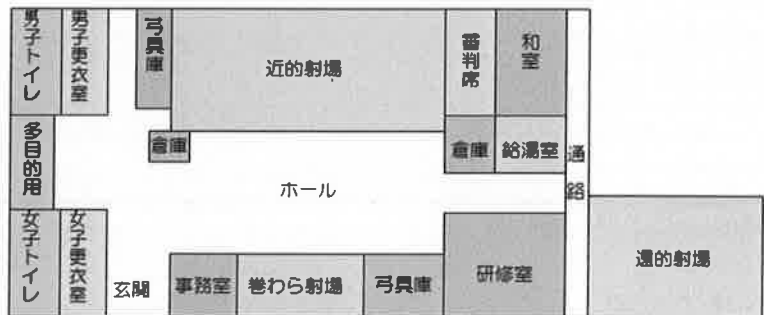 男子トイレ
男子更衣室
弓具庫
近的射場
審判席
和室
多目的用
倉庫
倉庫
給湯室
通路
ホール
女子トイレ
女子更衣室
玄関
事務室
巻わら射場
弓具庫
研修室
遠的射場